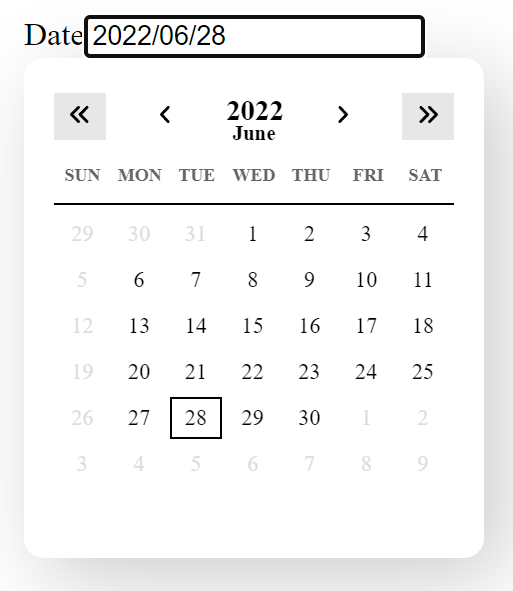 Date 2022/06/28
2022
June
SUN MON TUE WED THU FRI SAT
29 30 31 1 2 3 4
5 6 7 8 9 10 11
12 13 14 15 16 17 18
19 20 21 22 23 24 25
26 27 28 29 30 1 2
3 4 5 6 7 8 9